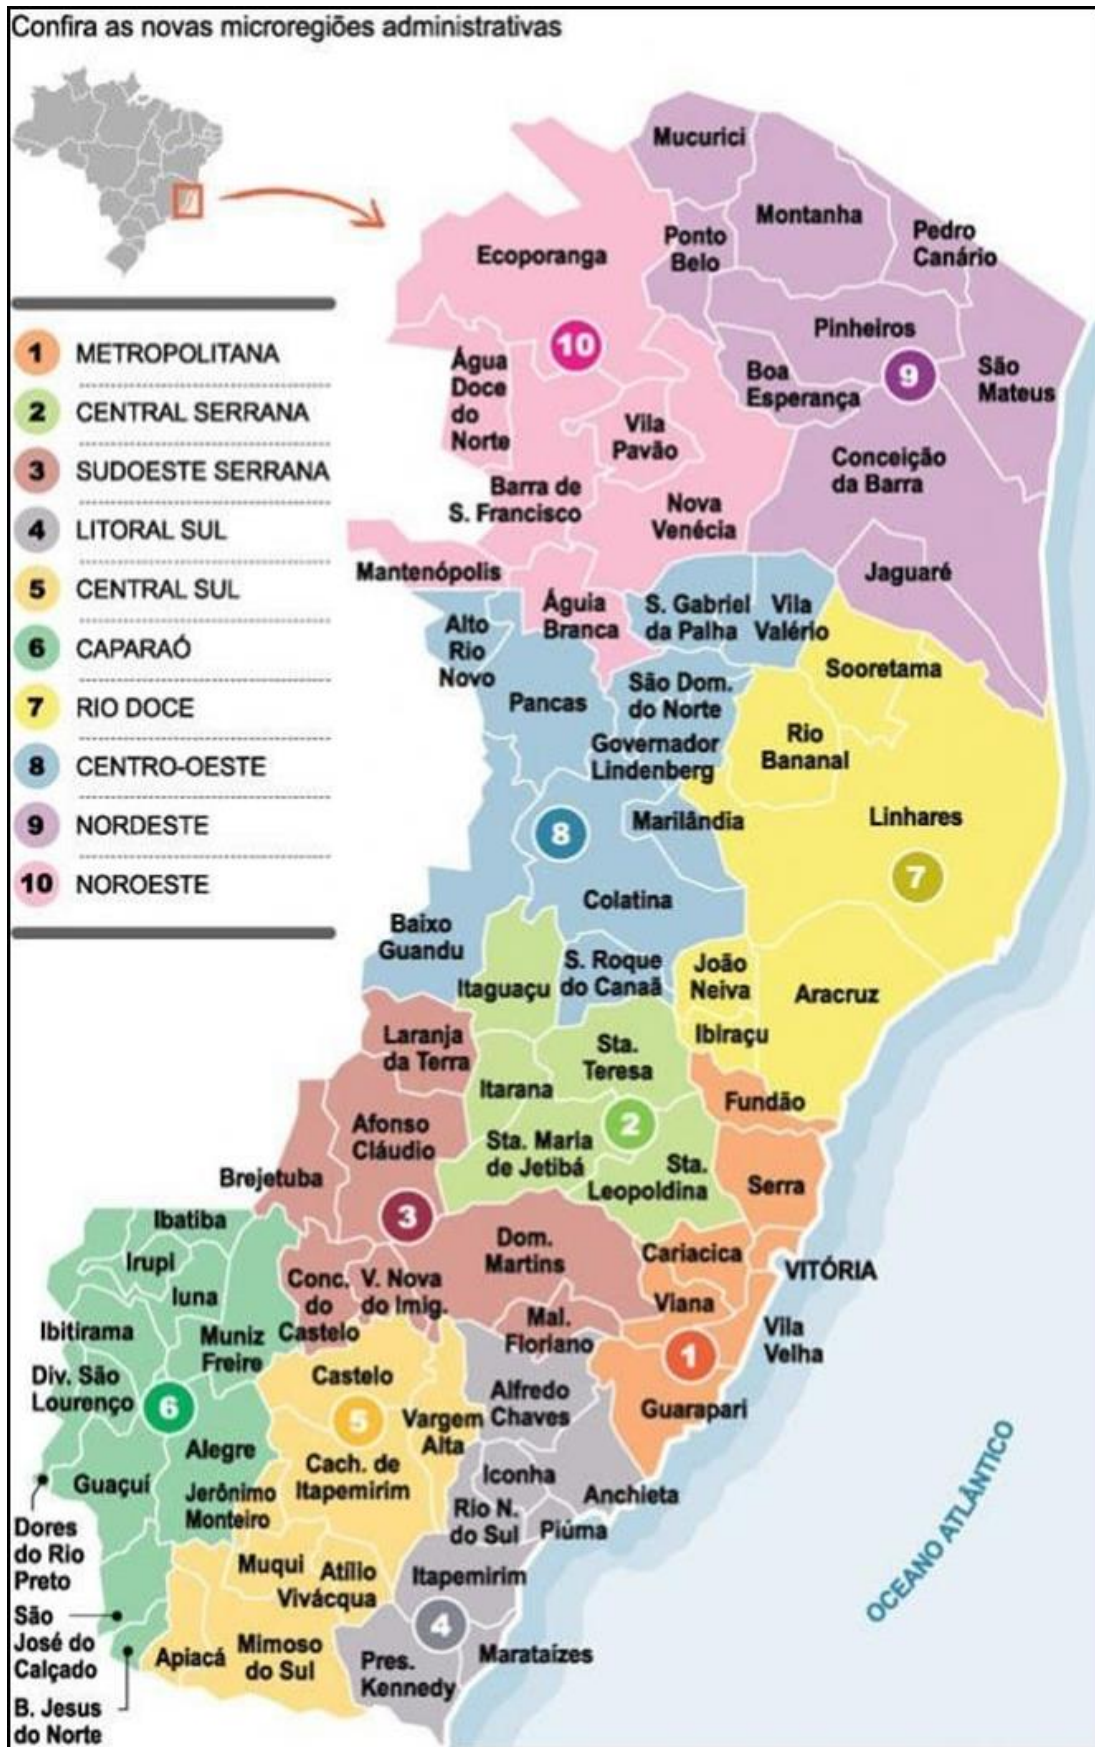 Confira as novas microregiões administrativas
1 METROPOLITANA
2 CENTRAL SERRANA
3 SUDOESTE SERRANA
4 LITORAL SUL
5 CENTRAL SUL
6 CAPARAÓ
7 RIO DOCE
8 CENTRO-OESTE
9 NORDESTE
10 NOROESTE
Mucurici
Montanha
Pedro
Canário
Ponto
Belo
Ecoporanga
10
Pinheiros
9
São
Mateus
Boa
Esperança
Água
Doce
do
Norte
Vila
Pavão
Conceição
da Barra
Barra de
S. Francisco
Nova
Venécia
Jaguaré
Mantenópolis
Águia
Branca
S. Gabriel
da Palha
Vila
Valério
Alto
Rio
Novo
Sooretama
Pancas
São Dom.
do Norte
Rio
Bananal
Governador
Lindenberg
Marilândia
Linhares
8
7
Colatina
Baixo
Guandu
Itaguaçu
S. Roque
do Canaã
João
Neiva
Aracruz
Ibiraçu
Laranja
da Terra
Sta.
Teresa
Itarana
Fundão
2
Afonso
Cláudio
Sta. Maria
de Jetibá
Sta.
Leopoldina
Serra
Brejetuba
3
Ibatiba
Dom.
Martins
Cariacica
VITÓRIA
Irupi
Iuna
Conc.
do
Castelo
V. Nova
do Imig.
Viana
Mal.
Floriano
Vila
Velha
Ibitirama
Muniz
Freire
1
Div. São
Lourenço
6
Castelo
5
Alfredo
Chaves
Vargem
Alta
Guarapari
Alegre
Guaçuí
Cach. de
Itapemirim
Iconha
Anchieta
Jerônimo
Monteiro
Rio N.
do Sul
Piúma
Dores
do Rio
Preto
Muqui
Atílio
Vivácqua
Itapemirim
São
José do
Calçado
4
Apiacá
Mimoso
do Sul
Pres.
Kennedy
Marataízes
B. Jesus
do Norte
OCEANO ATLÂNTICO